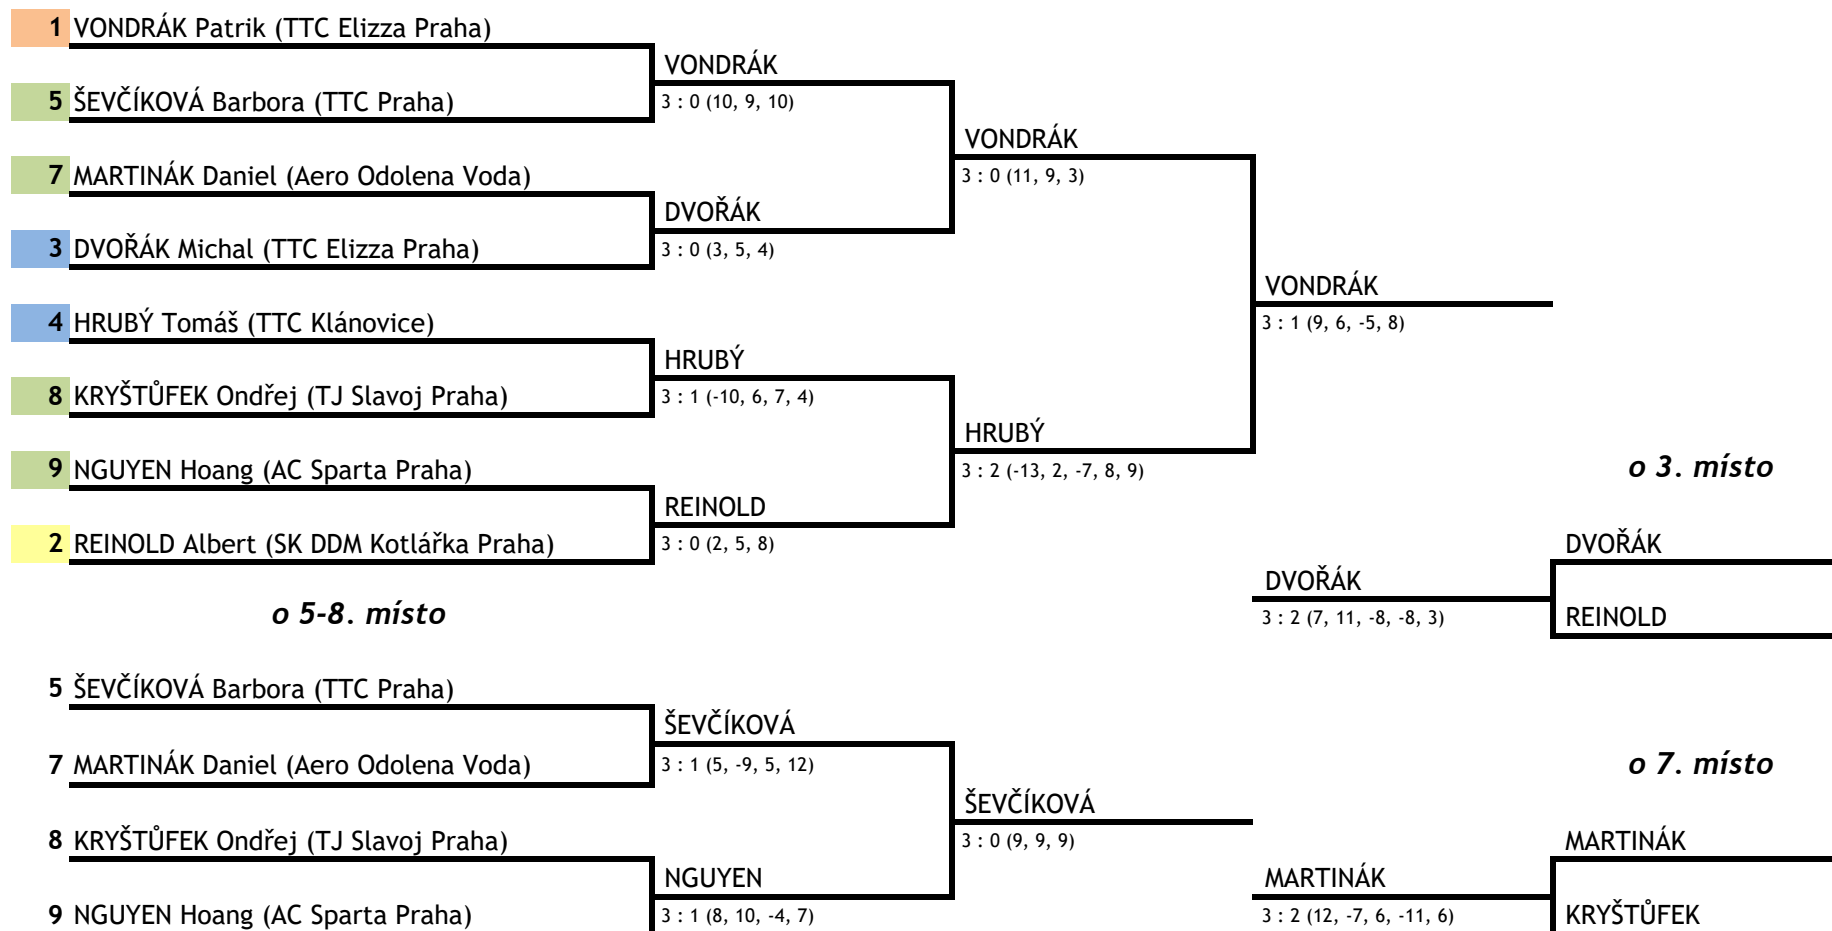 1 VONDRÁK Patrik (TTC Elizza Praha)
VONDRÁK
5 ŠEVČÍKOVÁ Barbora (TTC Praha)
3 : 0 (10, 9, 10)
VONDRÁK
7 MARTINÁK Daniel (Aero Odolena Voda)
3 : 0 (11, 9, 3)
DVOŘÁK
3 DVOŘÁK Michal (TTC Elizza Praha)
3 : 0 (3, 5, 4)
VONDRÁK
4 HRUBÝ Tomáš (TTC Klánovice)
3 : 1 (9, 6, -5, 8)
HRUBÝ
8 KRYŠTŮFEK Ondřej (TJ Slavoj Praha)
3 : 1 (-10, 6, 7, 4)
HRUBÝ
9 NGUYEN Hoang (AC Sparta Praha)
3 : 2 (-13, 2, -7, 8, 9)
o 3. místo
REINOLD
2 REINOLD Albert (SK DDM Kotlářka Praha)
3 : 0 (2, 5, 8)
DVOŘÁK
DVOŘÁK
o 5-8. místo
3 : 2 (7, 11, -8, -8, 3)
REINOLD
5 ŠEVČÍKOVÁ Barbora (TTC Praha)
ŠEVČÍKOVÁ
7 MARTINÁK Daniel (Aero Odolena Voda)
3 : 1 (5, -9, 5, 12)
o 7. místo
ŠEVČÍKOVÁ
8 KRYŠTŮFEK Ondřej (TJ Slavoj Praha)
3 : 0 (9, 9, 9)
MARTINÁK
NGUYEN
MARTINÁK
9 NGUYEN Hoang (AC Sparta Praha)
3 : 1 (8, 10, -4, 7)
3 : 2 (12, -7, 6, -11, 6)
KRYŠTŮFEK